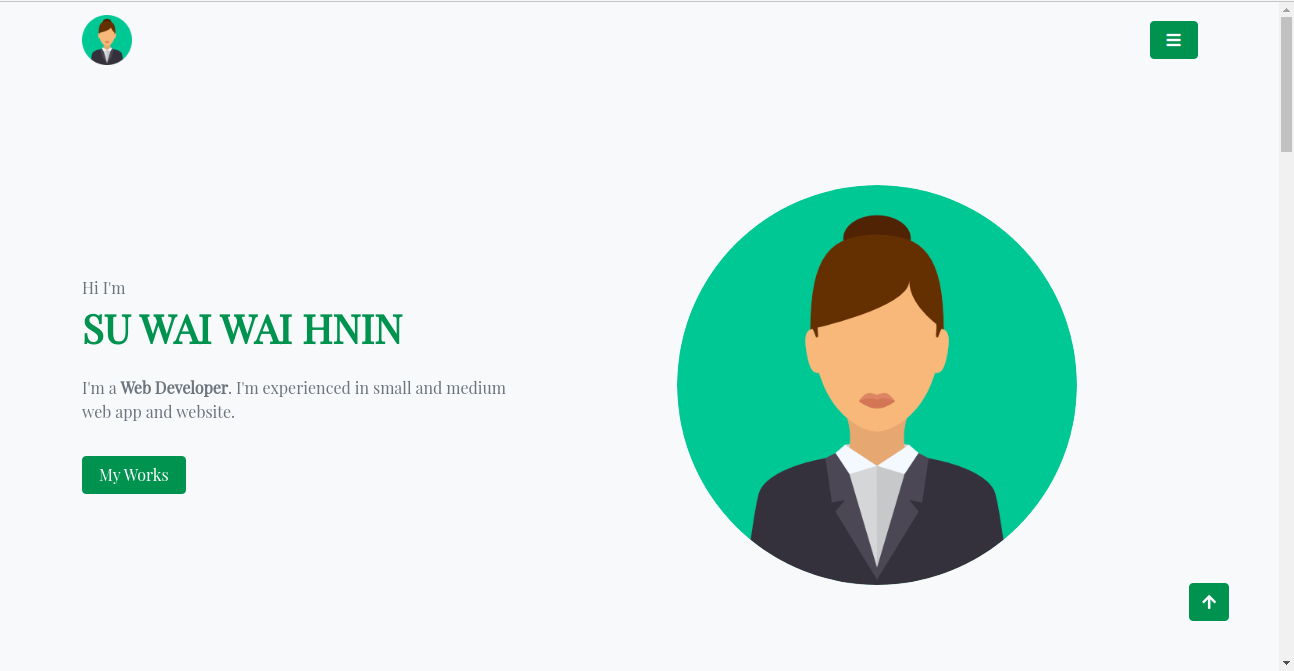 Hi I'm
SU WAI WAI HNIN
I'm a Web Developer. I'm experienced in small and medium
web app and website.
My Works